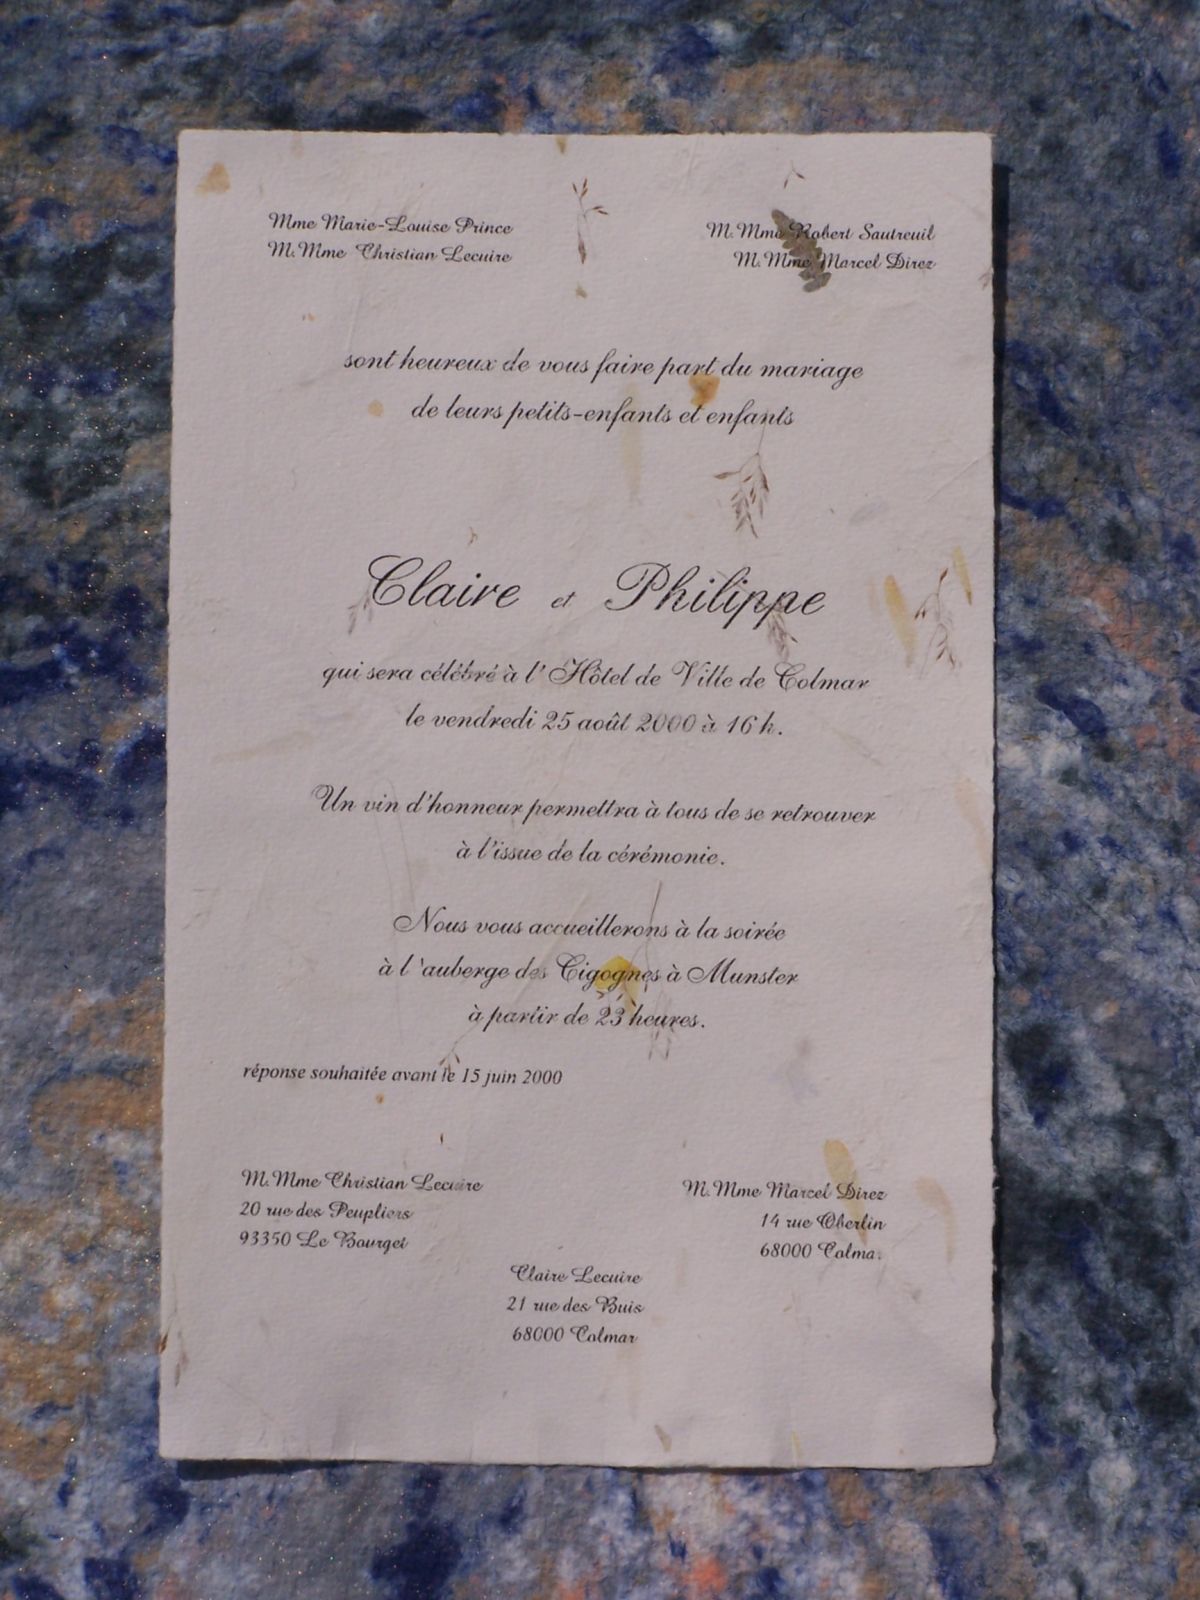 Mme Marie-Louise Prince
M. Mme Christian Lecuire
M. Mme Robert Sautreuil
M. Mme Marcel Direz
sont heureux de vous faire part du mariage
de leurs petits-enfants et enfants
Claire et Philippe
qui sera célébré à l' Hôtel de Ville de Colmar
le vendredi 25 août 2000 à 16 h.
Un vin d'honneur permettra à tous de se retrouver
à l'issue de la cérémonie.
Nous vous accueillerons à la soirée
à l 'auberge des Cigognes à Munster
à partir de 23 heures.
réponse souhaitée avant le 15 juin 2000
M. Mme Christian Lecuire
20 rue des Peupliers
93350 Le Bourget
M. Mme Marcel Direz
14 rue Oberlin
68000 Colmar
Claire Lecuire
21 rue des Buis
68000 Colmar